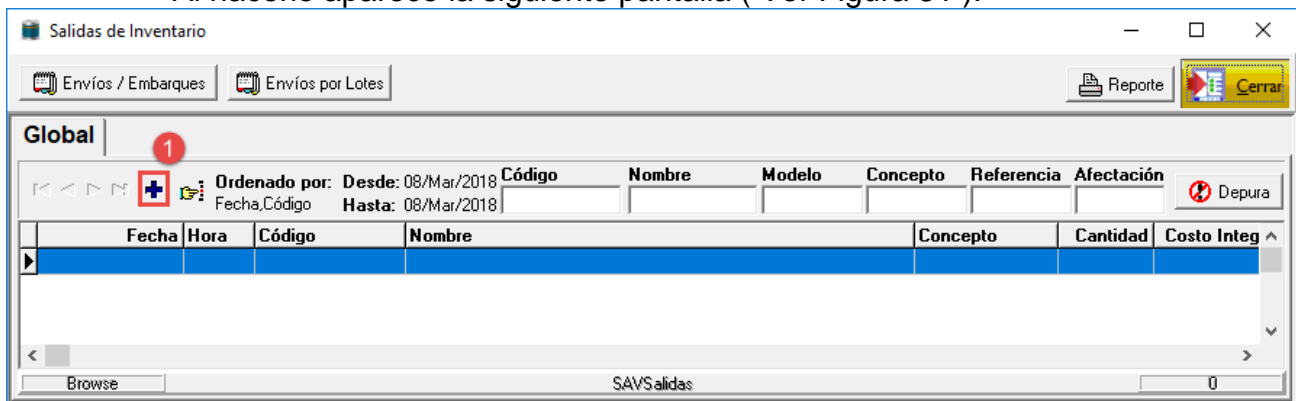 Salidas de Inventario
Envíos / Embarques Envíos por Lotes Reporte Cerrar
Global
1
Ordenado por: Desde: 08/Mar/2018 Código Nombre Modelo Concepto Referencia Afectación
Fecha,Código Hasta: 08/Mar/2018 Depura
Fecha Hora Código Nombre Concepto Cantidad Costo Integ
Browse SAVSalidas 0